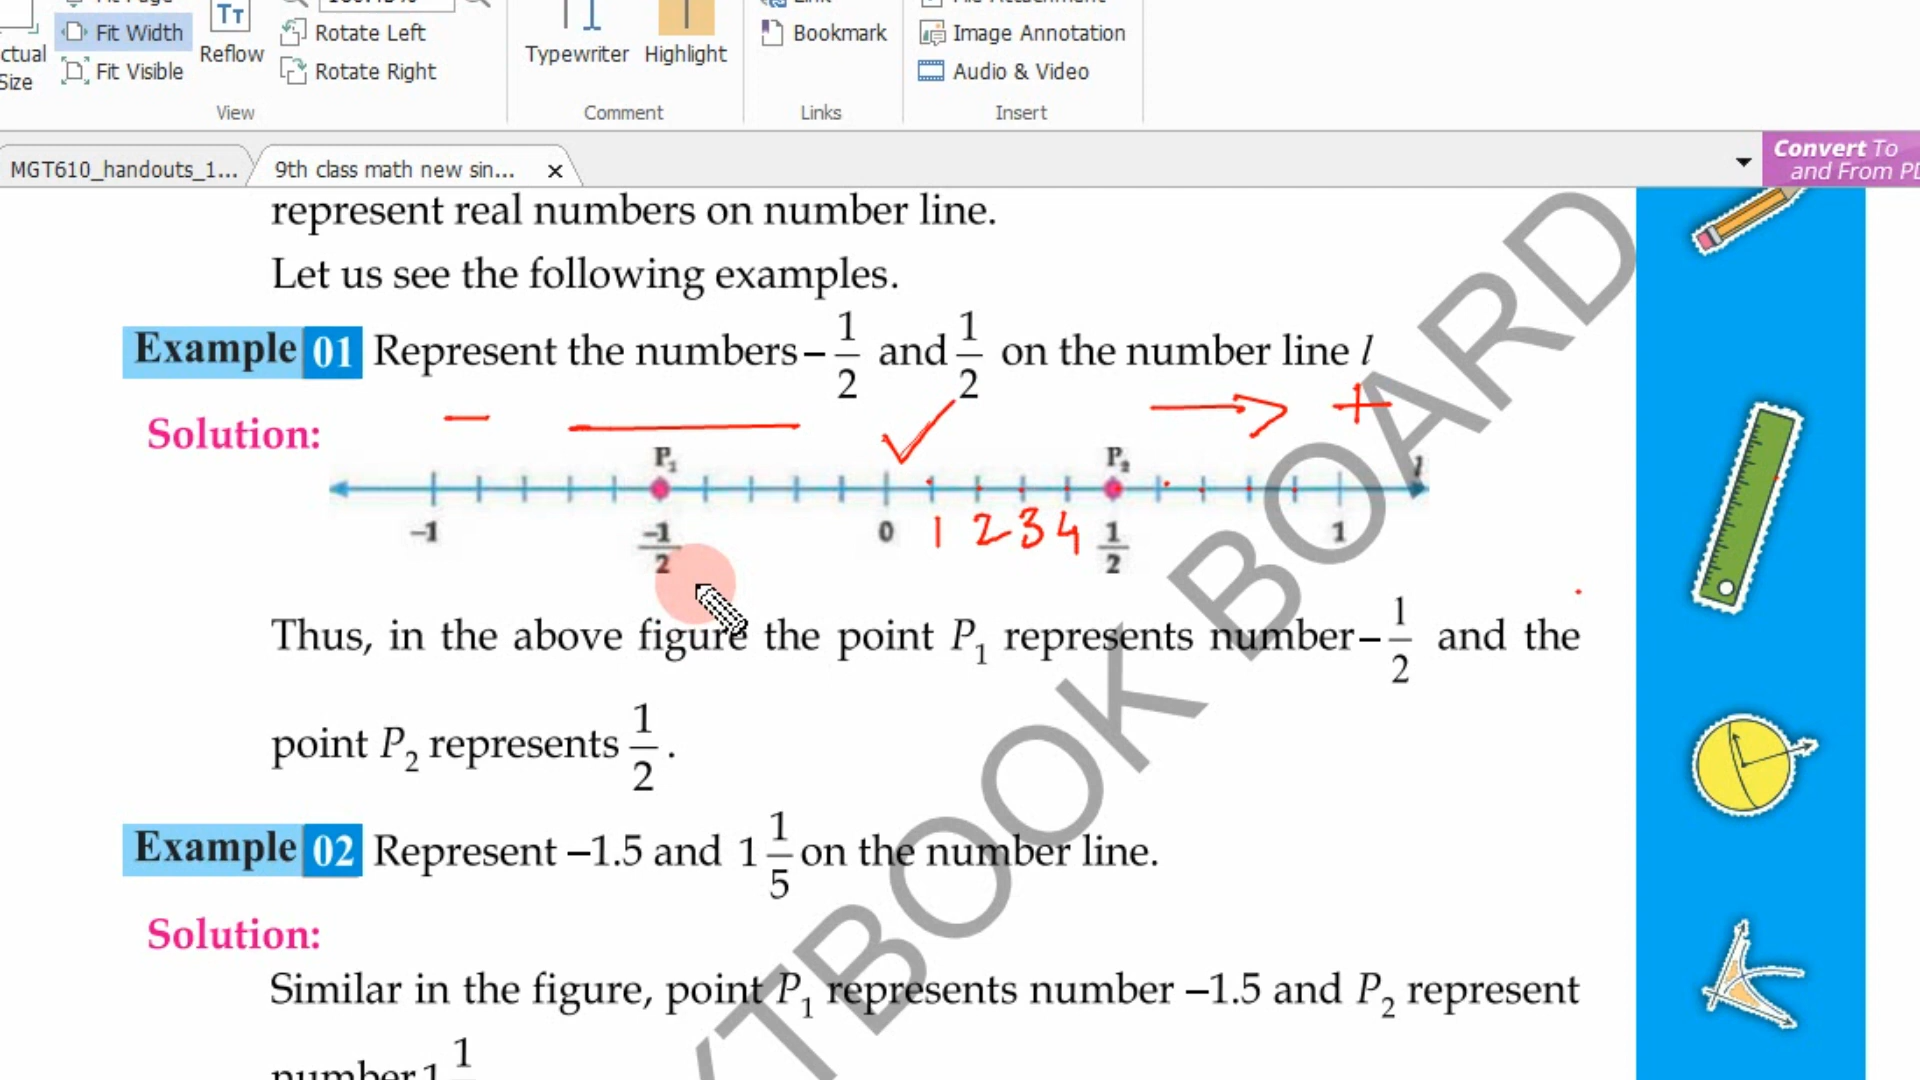 Fit Width
Reflow
Rotate Left
Typewriter
Highlight
Bookmark
Image Annotation
Size
Fit Visible
Rotate Right
Audio & Video
View
Comment
Links
Insert
MGT610_handouts_1...
9th class math new sin...
Convert To
and From
represent real numbers on number line.
Let us see the following examples.
Example 01 Represent the numbers –1/2 and 1/2 on the number line l
− →  +
Solution:
P₁ P₂ l
–1 –1/2 0 1 2 3 4 1/2 1
Thus, in the above figure the point P₁ represents number–1/2 and the
point P₂ represents 1/2.
Example 02 Represent –1.5 and 1 1/5 on the number line.
Solution:
Similar in the figure, point P₁ represents number –1.5 and P₂ represent
number 1 1
BOOK BOARD